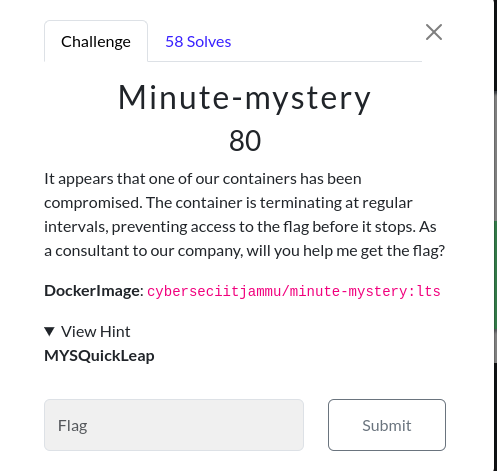 Challenge
58 Solves
Minute-mystery
80
It appears that one of our containers has been
compromised. The container is terminating at regular
intervals, preventing access to the flag before it stops. As
a consultant to our company, will you help me get the flag?
DockerImage: cyberseciitjammu/minute-mystery:lts
View Hint
MYSQuickLeap
Flag
Submit